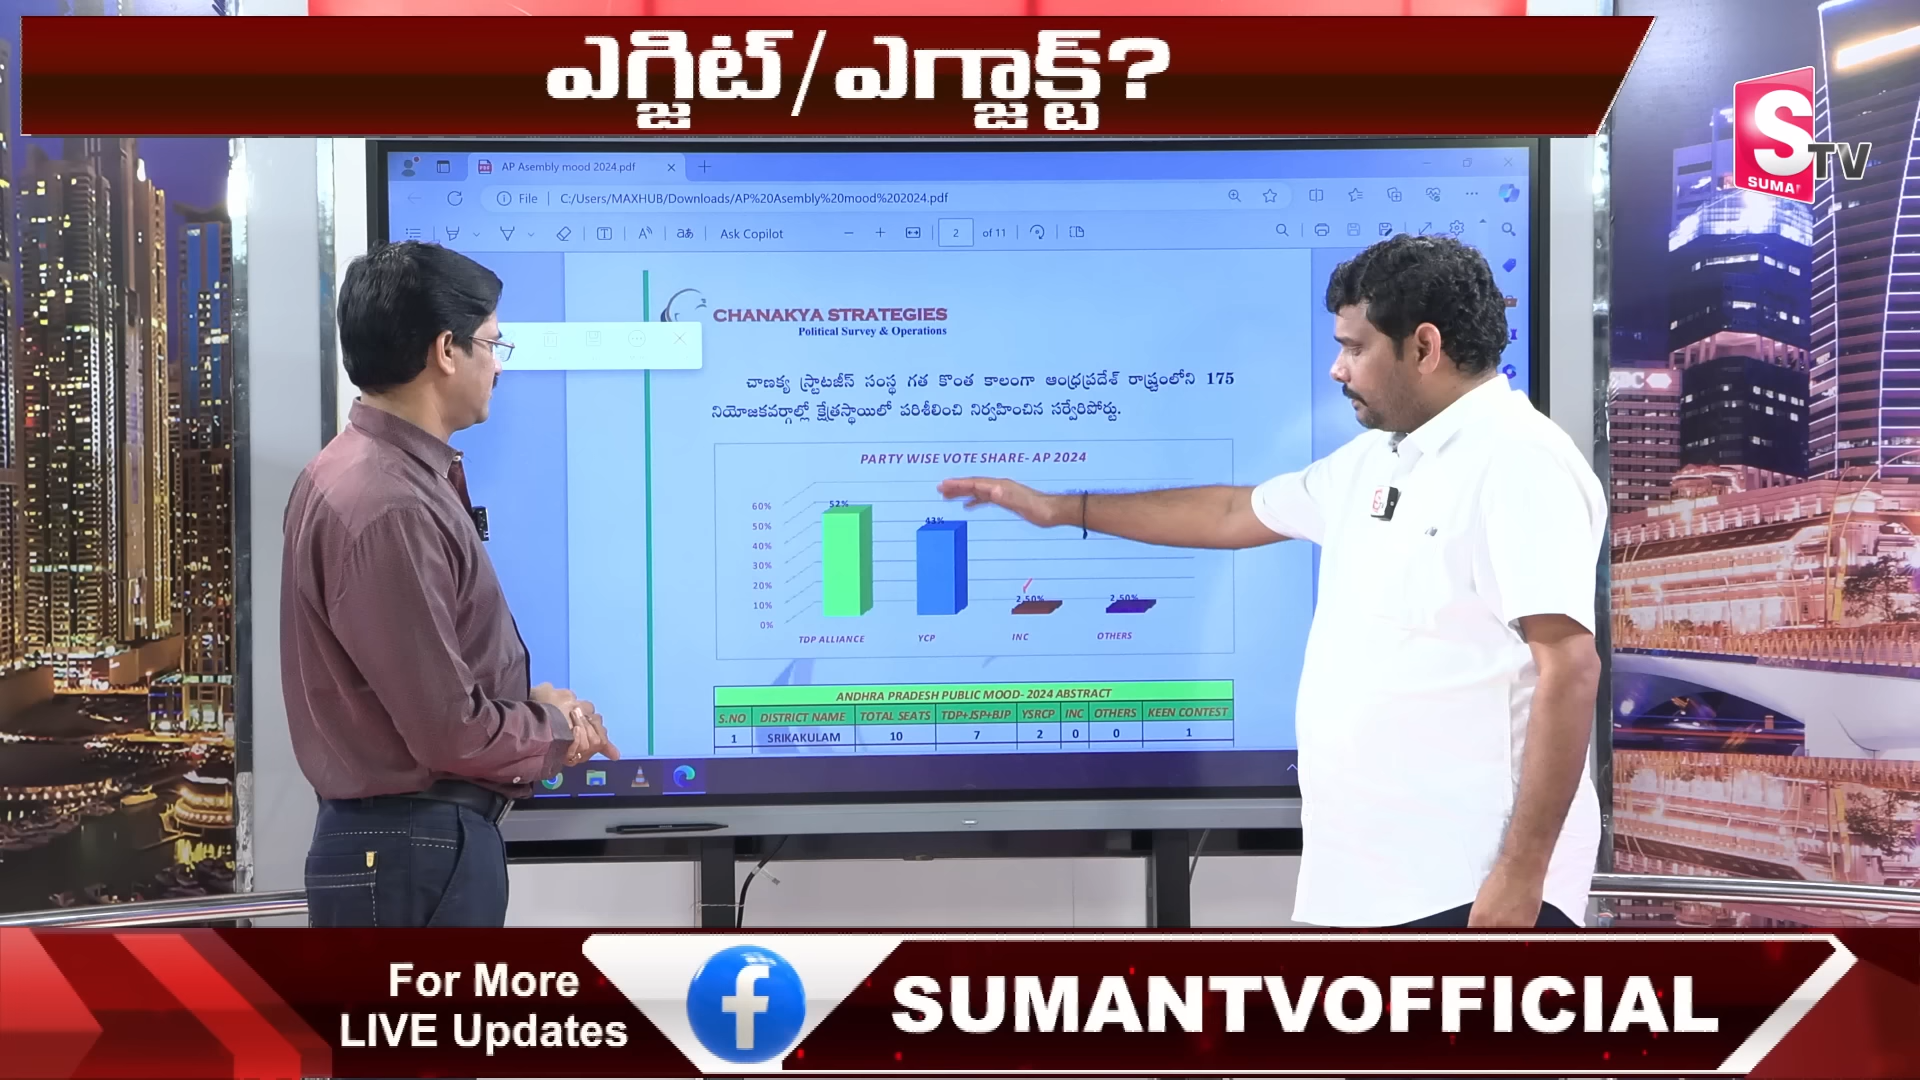 ఎగ్జిట్/ఎగ్జాక్ట్?
S
SUMAN
TV
AP Asembly mood 2024.pdf
File
C:/Users/MAXHUB/Downloads/AP%20Asembly%20mood%202024.pdf
Ask Copilot
2 of 11
CHANAKYA STRATEGIES
Political Survey & Operations
చాణక్య స్ట్రాటజీస్ సంస్థ గత కొంత కాలంగా ఆంధ్రప్రదేశ్ రాష్ట్రంలోని 175
నియోజకవర్గాల్లో క్షేత్రస్థాయిలో పరిశీలించి నిర్వహించిన సర్వేరిపోర్టు.
PARTY WISE VOTE SHARE- AP 2024
60%
50%
40%
30%
20%
10%
0%
52%
43%
2.50%
2.50%
TDP ALLIANCE YCP INC OTHERS
ANDHRA PRADESH PUBLIC MOOD- 2024 ABSTRACT
S.NO DISTRICT NAME TOTAL SEATS TDP+JSP+BJP YSRCP INC OTHERS KEEN CONTEST
1 SRIKAKULAM 10 7 2 0 0 1
For More
LIVE Updates
f
SUMANTVOFFICIAL